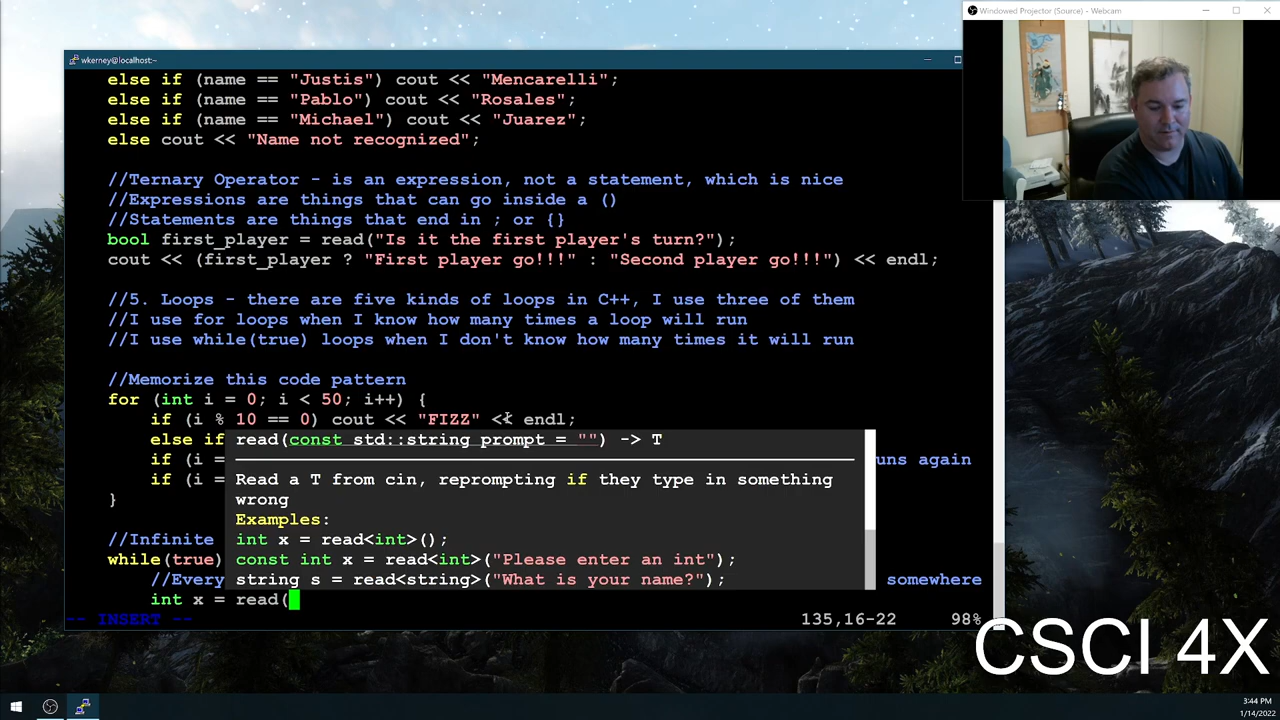 Windowed Projector (Source) - Webcam
wkerney@localhost:~
else if (name == "Justis") cout << "Mencarelli";
else if (name == "Pablo") cout << "Rosales";
else if (name == "Michael") cout << "Juarez";
else cout << "Name not recognized";
//Ternary Operator - is an expression, not a statement, which is nice
//Expressions are things that can go inside a ()
//Statements are things that end in ; or {}
bool first_player = read("Is it the first player's turn?");
cout << (first_player ? "First player go!!!" : "Second player go!!!") << endl;
//5. Loops - there are five kinds of loops in C++, I use three of them
//I use for loops when I know how many times a loop will run
//I use while(true) loops when I don't know how many times it will run
//Memorize this code pattern
for (int i = 0; i < 50; i++) {
if (i % 10 == 0) cout << "FIZZ" << endl;
else if
read(const std::string prompt = "") -> T
if (i =
uns again
if (i =
Read a T from cin, reprompting if they type in something
wrong
}
Examples:
//Infinite
int x = read<int>();
while(true)
const int x = read<int>("Please enter an int");
//Every
string s = read<string>("What is your name?");
somewhere
int x = read(
-- INSERT --
135,16-22
98%
CSCI 4X
3:44 PM
1/14/2022